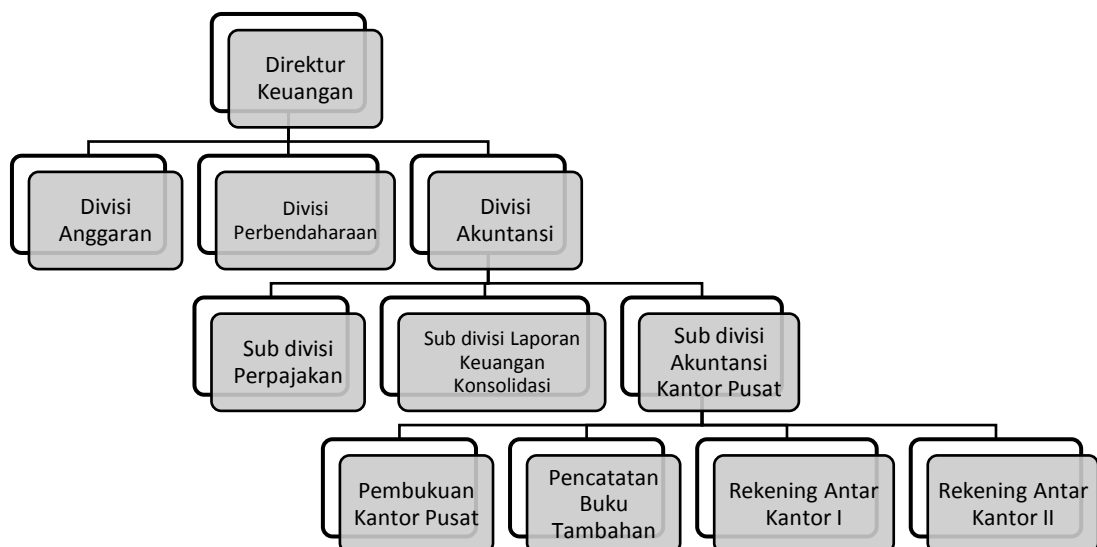 Direktur
Keuangan
Divisi
Anggaran
Divisi
Perbendaharaan
Divisi
Akuntansi
Sub divisi
Perpajakan
Sub divisi Laporan
Keuangan
Konsolidasi
Sub divisi
Akuntansi
Kantor Pusat
Pembukuan
Kantor Pusat
Pencatatan
Buku
Tambahan
Rekening Antar
Kantor I
Rekening Antar
Kantor II